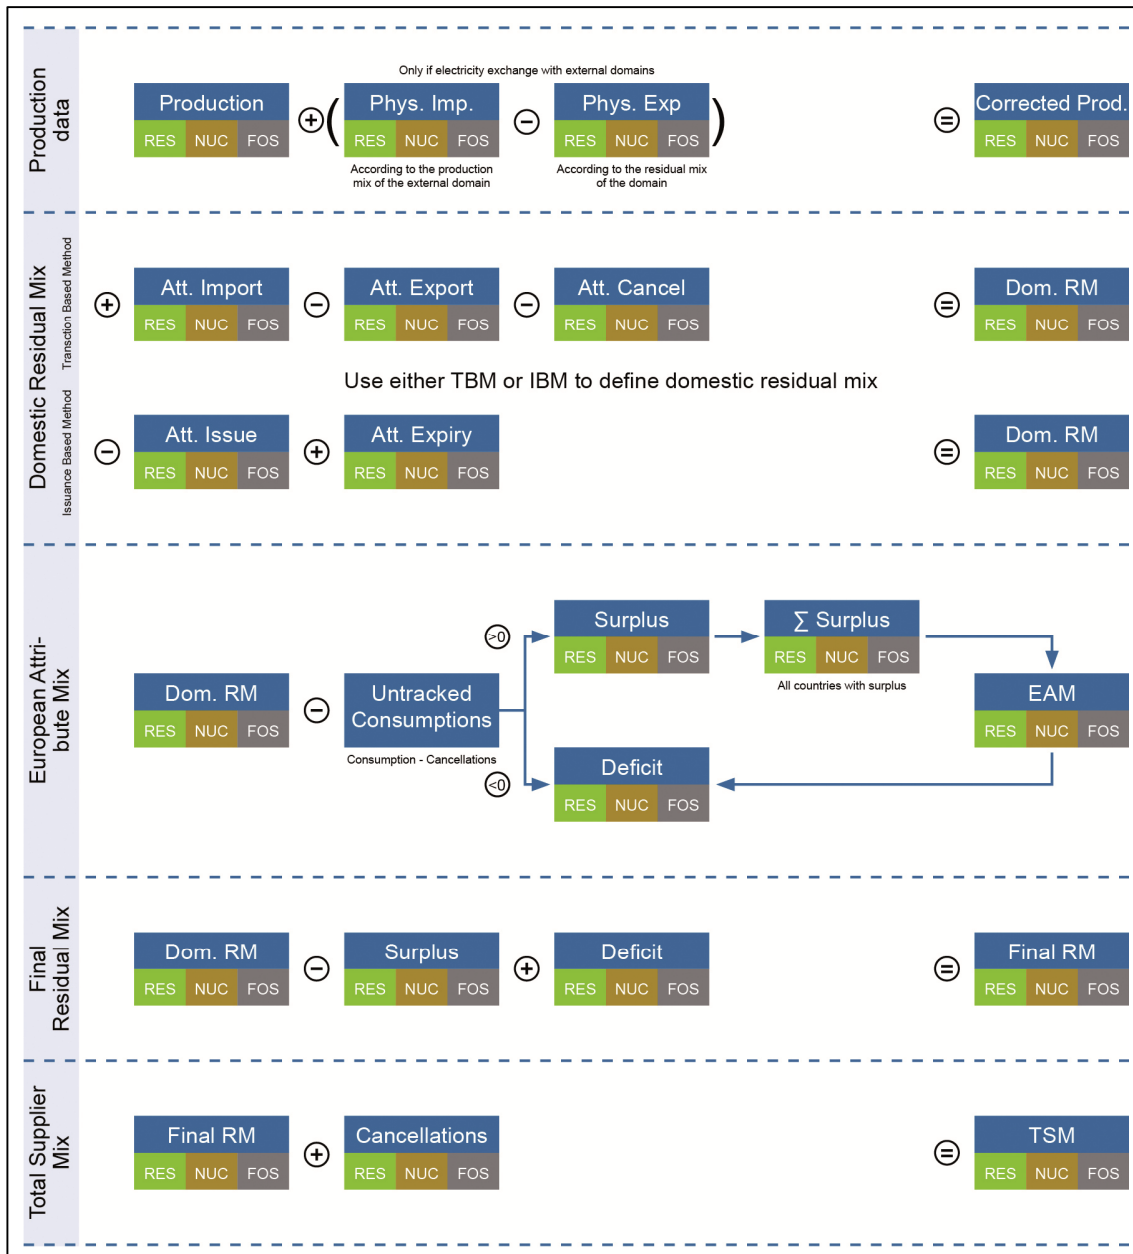 Production
data
Only if electricity exchange with external domains
Production
RES NUC FOS
+
(
Phys. Imp.
RES NUC FOS
According to the production
mix of the external domain
−
Phys. Exp
RES NUC FOS
According to the residual mix
of the domain
)
=
Corrected Prod.
RES NUC FOS
Domestic Residual Mix
Transction Based Method
+
Att. Import
RES NUC FOS
−
Att. Export
RES NUC FOS
−
Att. Cancel
RES NUC FOS
=
Dom. RM
RES NUC FOS
Use either TBM or IBM to define domestic residual mix
Issuance Based Method
−
Att. Issue
RES NUC FOS
+
Att. Expiry
RES NUC FOS
=
Dom. RM
RES NUC FOS
European Attri-
bute Mix
Dom. RM
RES NUC FOS
−
Untracked
Consumptions
Consumption - Cancellations
>0
Surplus
RES NUC FOS
∑ Surplus
RES NUC FOS
All countries with surplus
EAM
RES NUC FOS
<0
Deficit
RES NUC FOS
Final
Residual Mix
Dom. RM
RES NUC FOS
−
Surplus
RES NUC FOS
+
Deficit
RES NUC FOS
=
Final RM
RES NUC FOS
Total Supplier
Mix
Final RM
RES NUC FOS
+
Cancellations
RES NUC FOS
=
TSM
RES NUC FOS